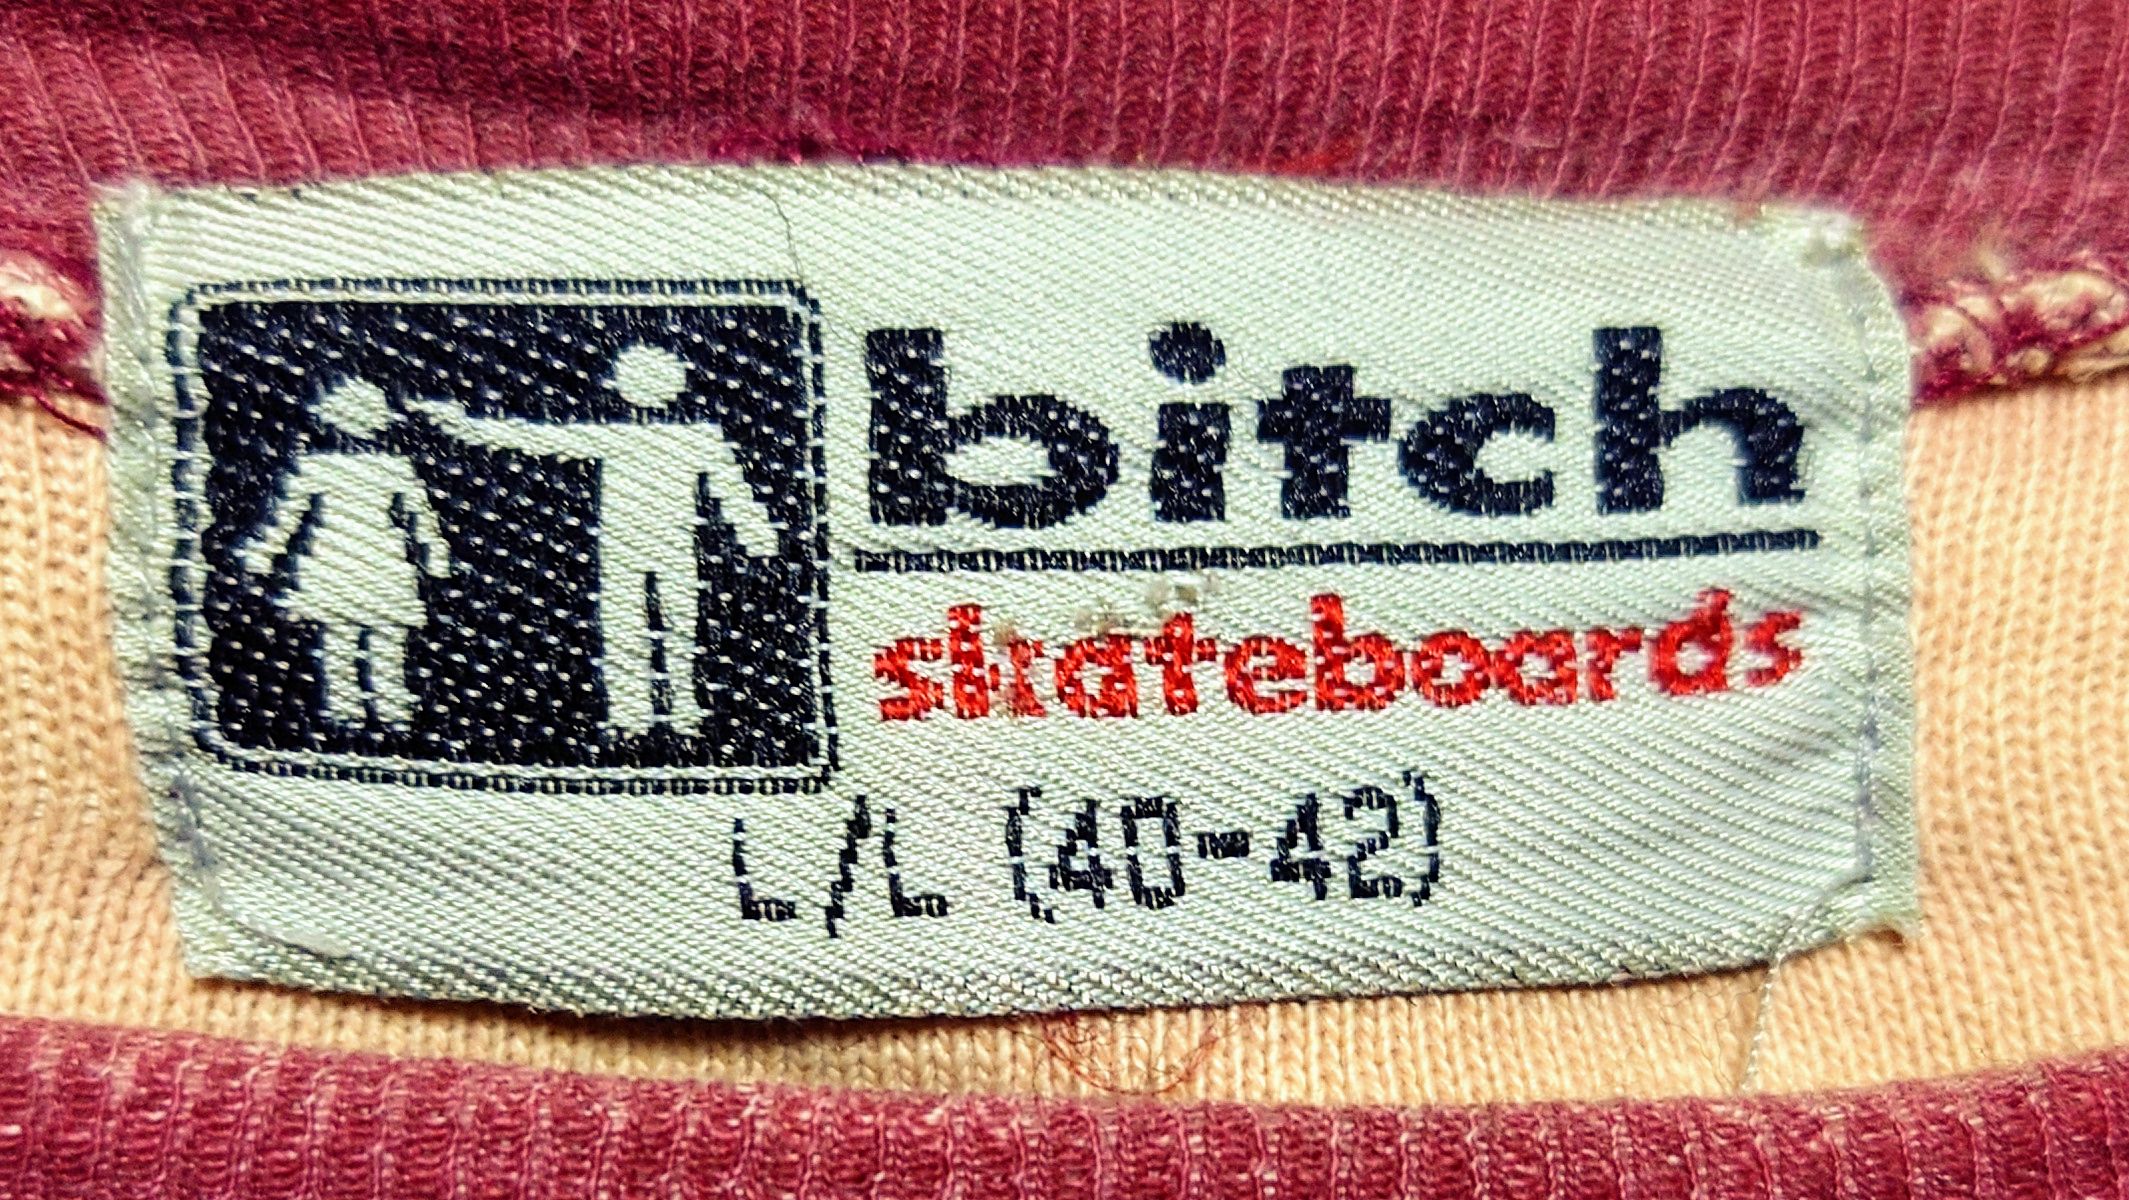 bitch
skateboards
L/L (40-42)